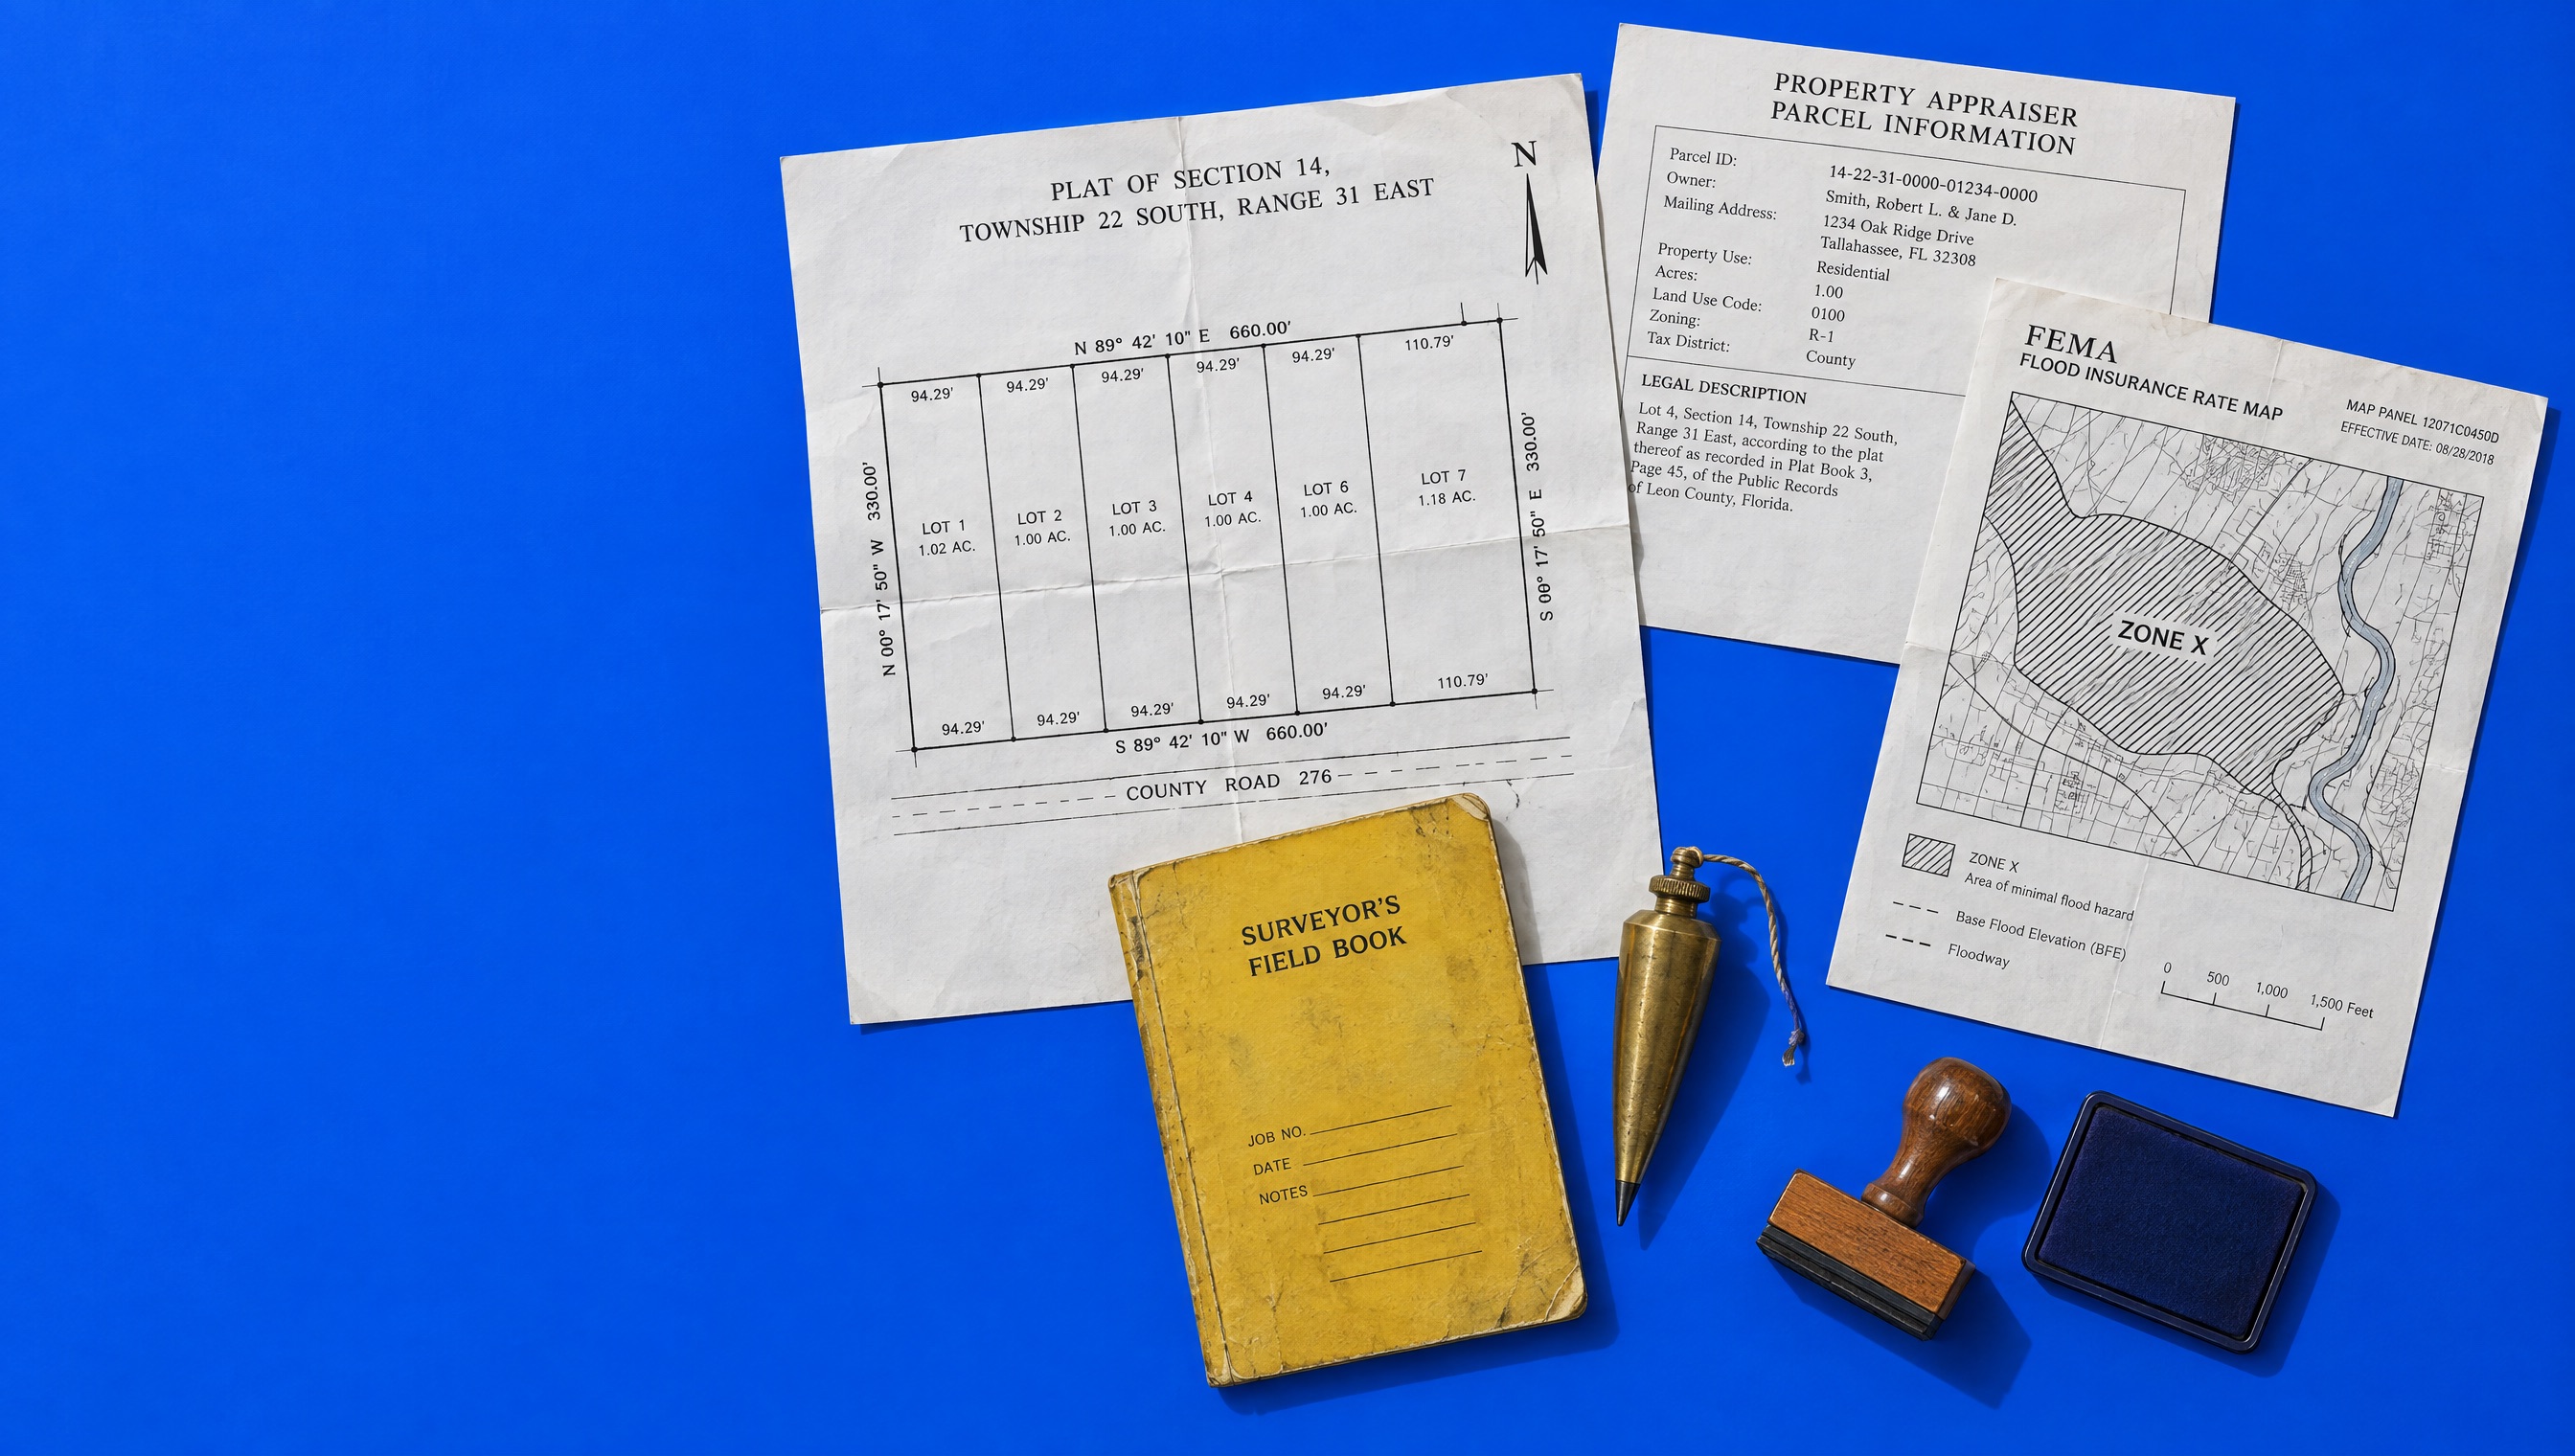 PLAT OF SECTION 14,
TOWNSHIP 22 SOUTH, RANGE 31 EAST
N
N 89° 42' 10" E 660.00'
94.29' 94.29' 94.29' 94.29' 94.29' 110.79'
N 00° 17' 50" W 330.00'
LOT 1
1.02 AC.
LOT 2
1.00 AC.
LOT 3
1.00 AC.
LOT 4
1.00 AC.
LOT 6
1.00 AC.
LOT 7
1.18 AC.
S 00° 17' 50" E 330.00'
94.29' 94.29' 94.29' 94.29' 94.29' 110.79'
S 89° 42' 10" W 660.00'
COUNTY ROAD 276
PROPERTY APPRAISER
PARCEL INFORMATION
Parcel ID: 14-22-31-0000-01234-0000
Owner: Smith, Robert L. & Jane D.
Mailing Address: 1234 Oak Ridge Drive
Tallahassee, FL 32308
Property Use: Residential
Acres: 1.00
Land Use Code: 0100
Zoning: R-1
Tax District: County
LEGAL DESCRIPTION
Lot 4, Section 14, Township 22 South,
Range 31 East, according to the plat
thereof as recorded in Plat Book 3,
Page 45, of the Public Records
of Leon County, Florida.
FEMA
FLOOD INSURANCE RATE MAP
MAP PANEL 12071C0450D
EFFECTIVE DATE: 08/28/2018
ZONE X
ZONE X
Area of minimal flood hazard
Base Flood Elevation (BFE)
Floodway
0 500 1,000 1,500 Feet
SURVEYOR'S
FIELD BOOK
JOB NO.
DATE
NOTES